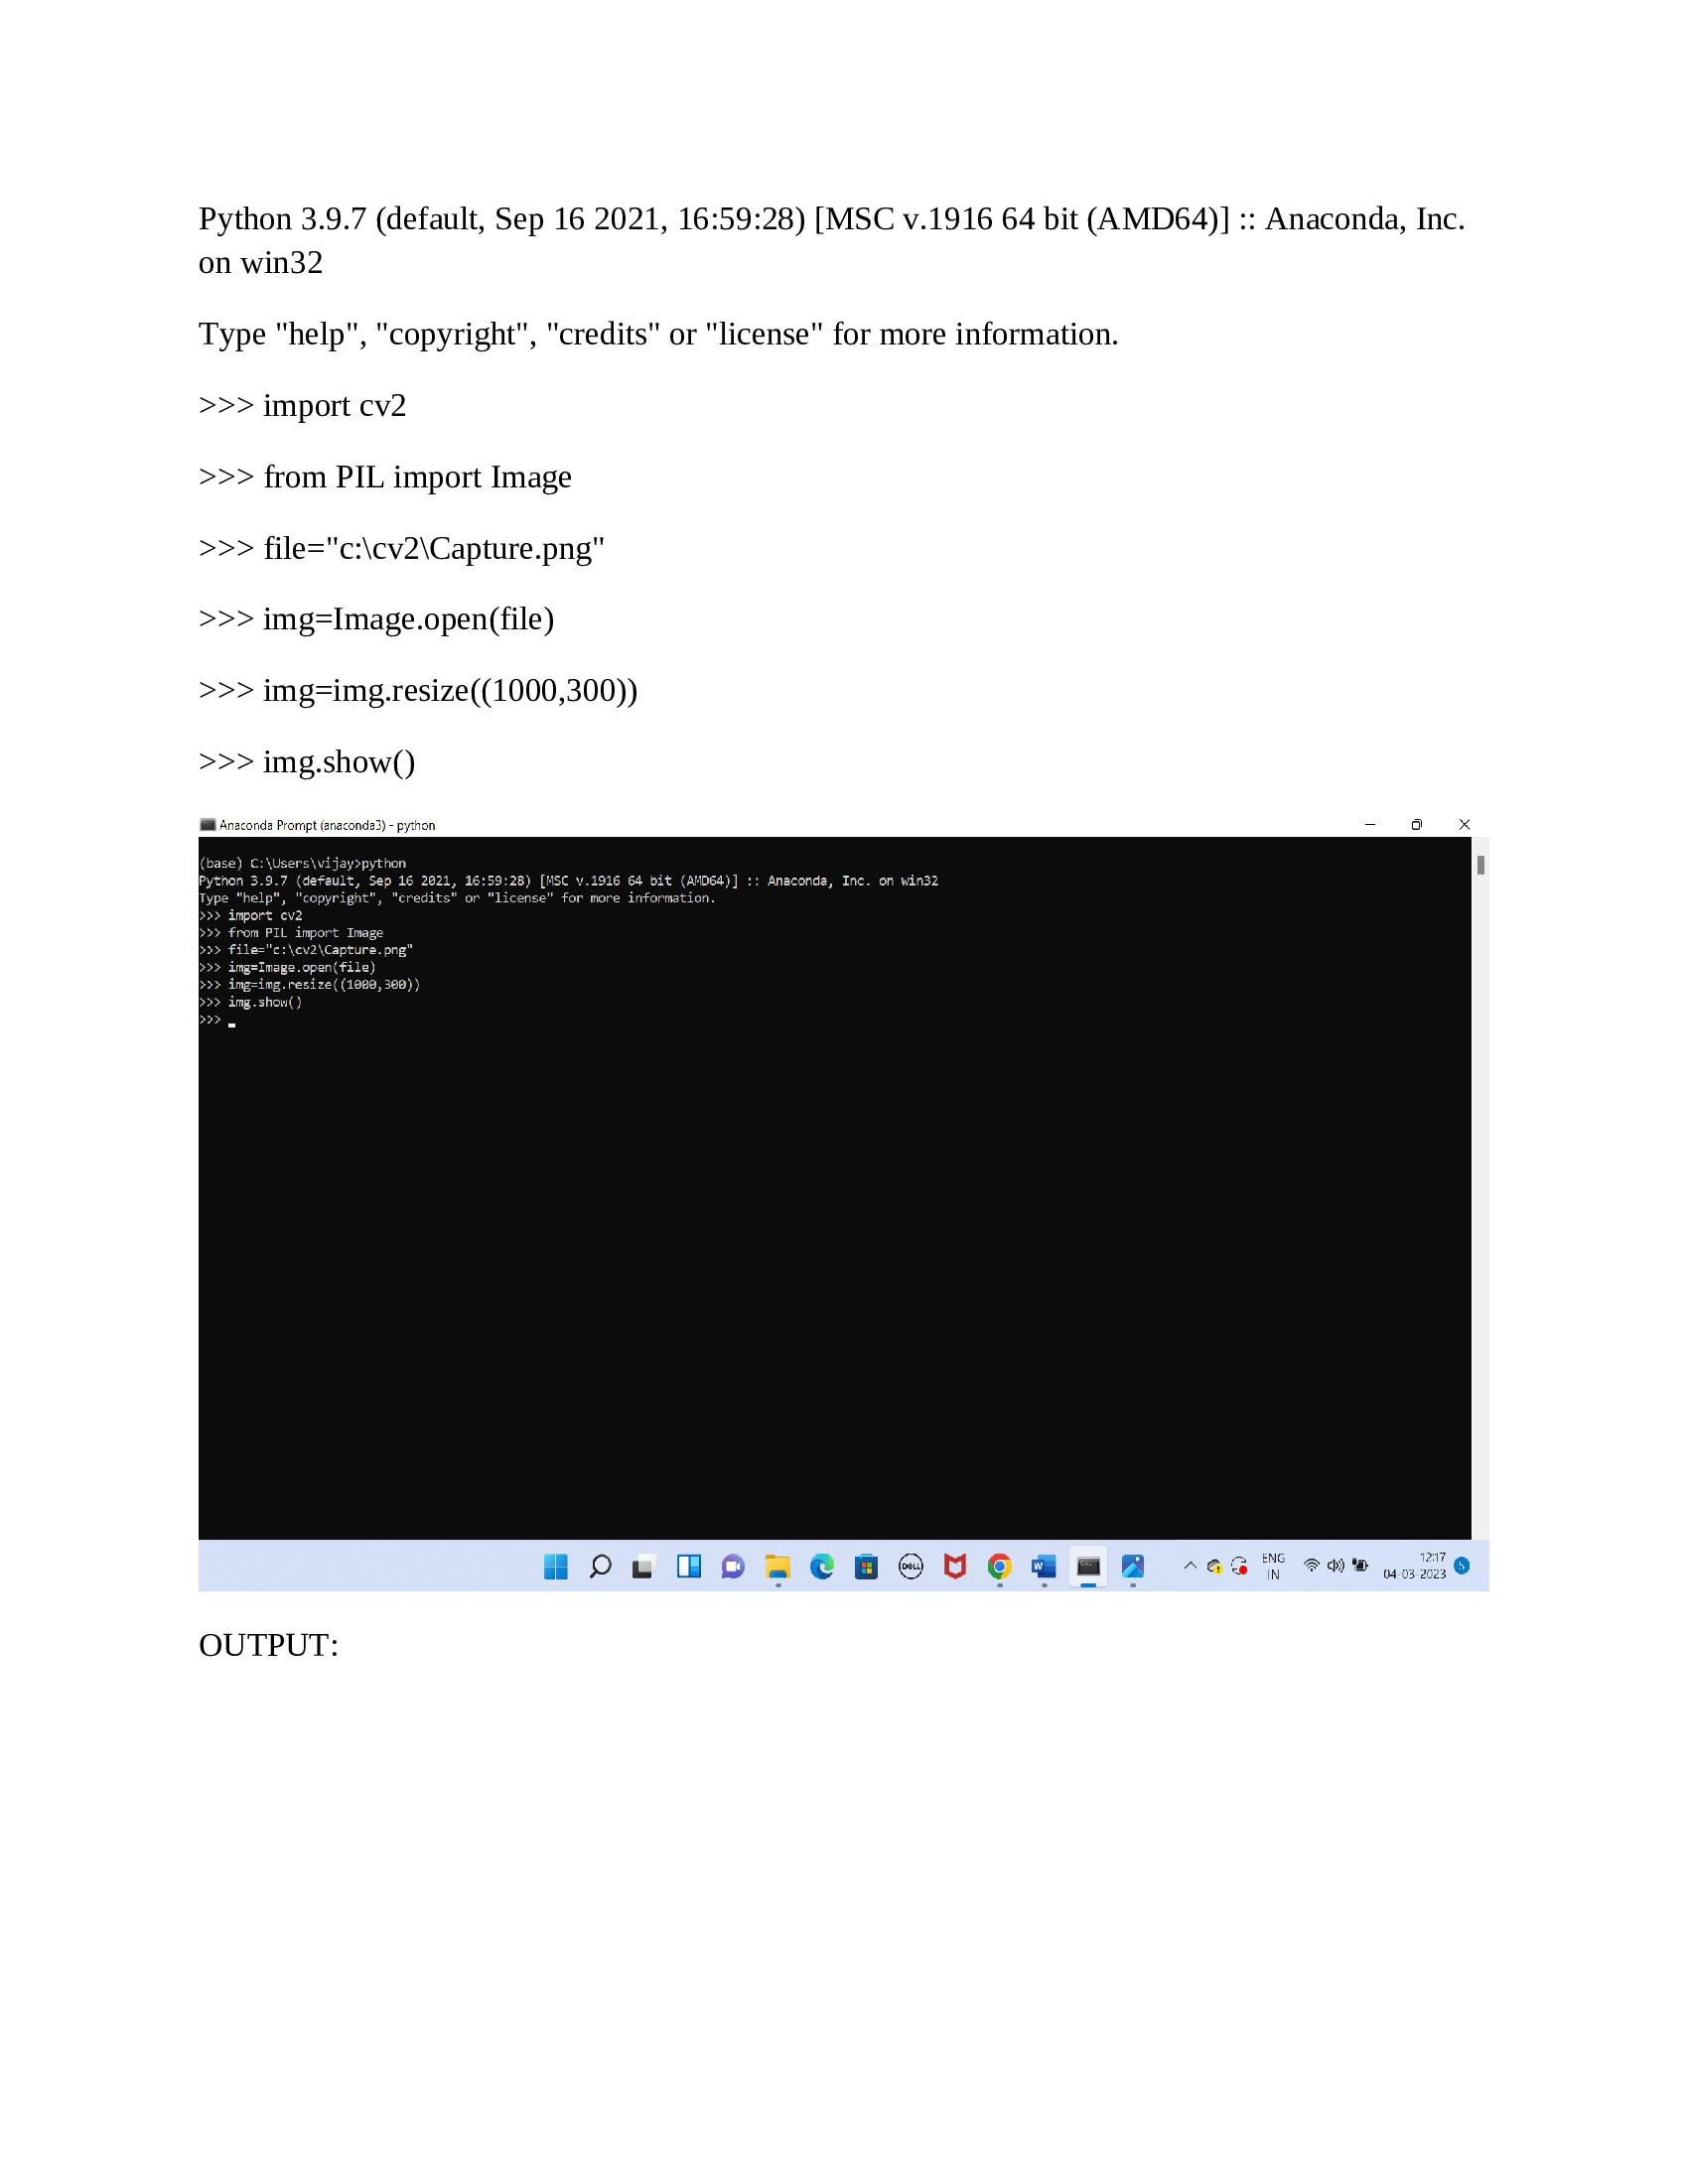 Python 3.9.7 (default, Sep 16 2021, 16:59:28) [MSC v.1916 64 bit (AMD64)] :: Anaconda, Inc.
on win32
Type "help", "copyright", "credits" or "license" for more information.
>>> import cv2
>>> from PIL import Image
>>> file="c:\cv2\Capture.png"
>>> img=Image.open(file)
>>> img=img.resize((1000,300))
>>> img.show()
Anaconda Prompt (anaconda3) - python
(base) C:\Users\vijay>python
Python 3.9.7 (default, Sep 16 2021, 16:59:28) [MSC v.1916 64 bit (AMD64)] :: Anaconda, Inc. on win32
Type "help", "copyright", "credits" or "license" for more information.
>>> import cv2
>>> from PIL import Image
>>> file="c:\cv2\Capture.png"
>>> img=Image.open(file)
>>> img=img.resize((1000,300))
>>> img.show()
>>>
DELL
W
ENG
IN
12:17
04-03-2023
5
OUTPUT: